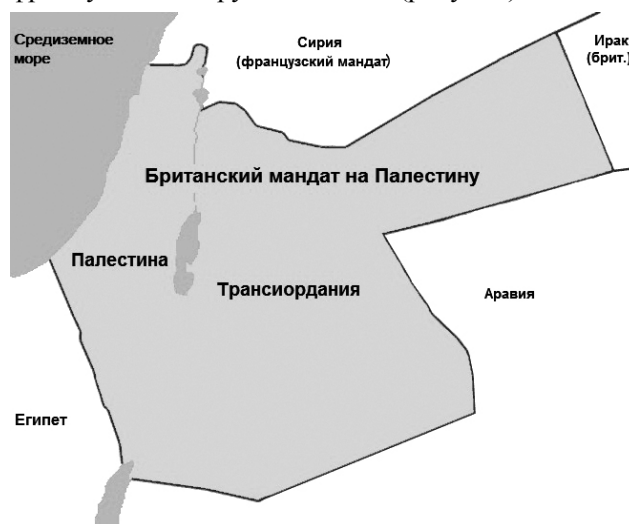 Средиземное
море
Сирия
(французский мандат)
Ирак
(брит.)
Британский мандат на Палестину
Палестина
Трансиордания
Аравия
Египет